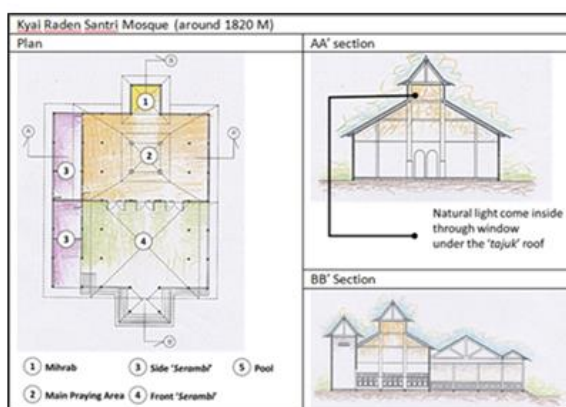 Kyai Raden Santri Mosque (around 1820 M)
Plan
1
2
3
3
4
1 Mihrab
3 Side 'Serambi'
5 Pool
2 Main Praying Area
4 Front 'Serambi'
AA' section
Natural light come inside
through window
under the 'tajuk' roof
BB' Section